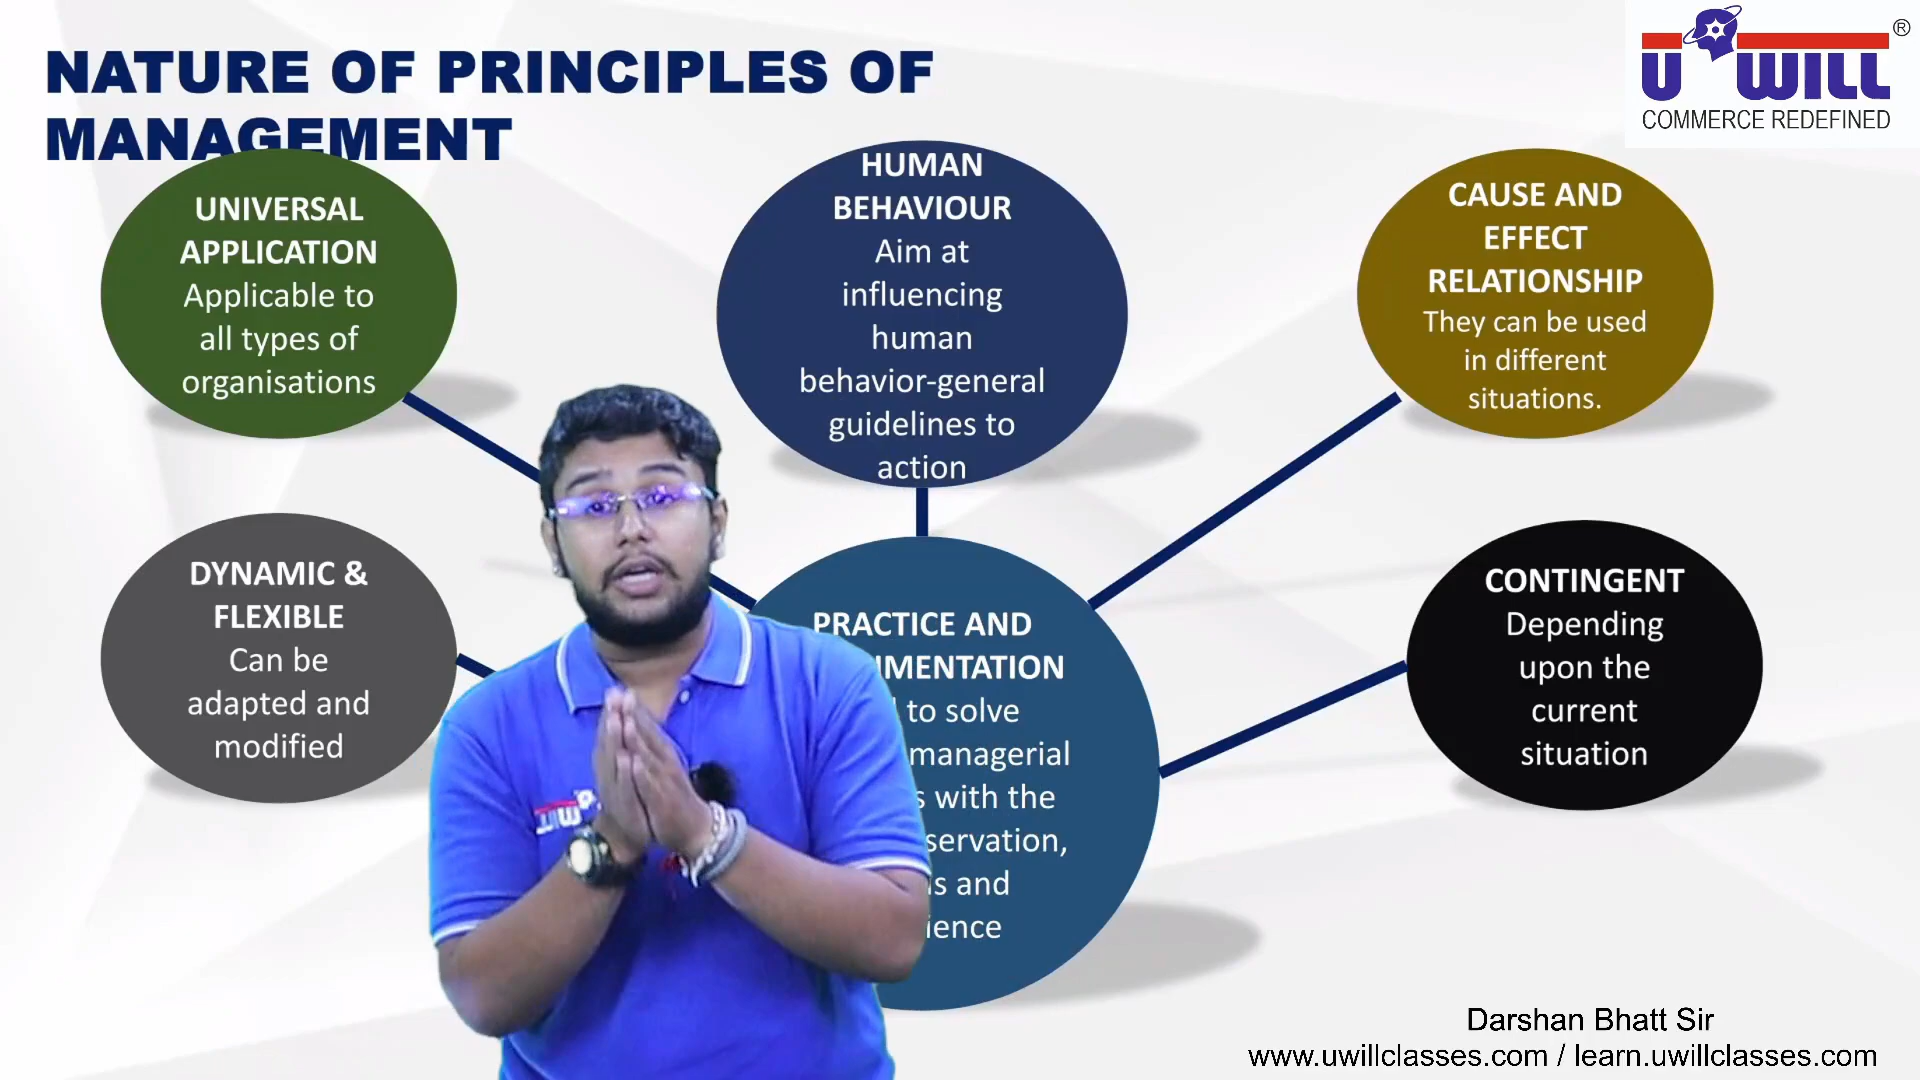 NATURE OF PRINCIPLES OF
MANAGEMENT
U WILL
®
COMMERCE REDEFINED
UNIVERSAL
APPLICATION
Applicable to
all types of
organisations
HUMAN
BEHAVIOUR
Aim at
influencing
human
behavior-general
guidelines to
action
CAUSE AND
EFFECT
RELATIONSHIP
They can be used
in different
situations.
DYNAMIC &
FLEXIBLE
Can be
adapted and
modified
PRACTICE AND
to solve
managerial
with the
and
CONTINGENT
Depending
upon the
current
situation
Darshan Bhatt Sir
www.uwillclasses.com / learn.uwillclasses.com